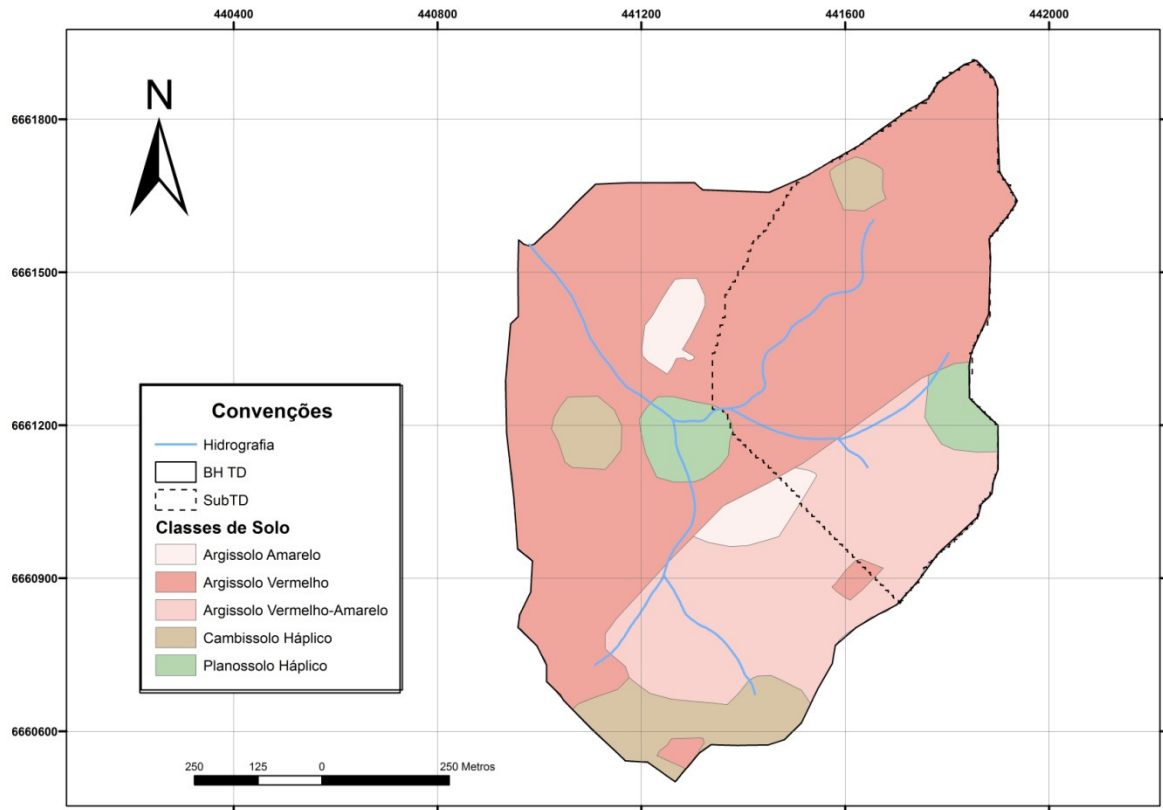 440400 440800 441200 441600 442000
N
6661800
6661500
6661200
6660900
6660600
Convenções
Hidrografia
BH TD
SubTD
Classes de Solo
Argissolo Amarelo
Argissolo Vermelho
Argissolo Vermelho-Amarelo
Cambissolo Háplico
Planossolo Háplico
250 125 0 250 Metros